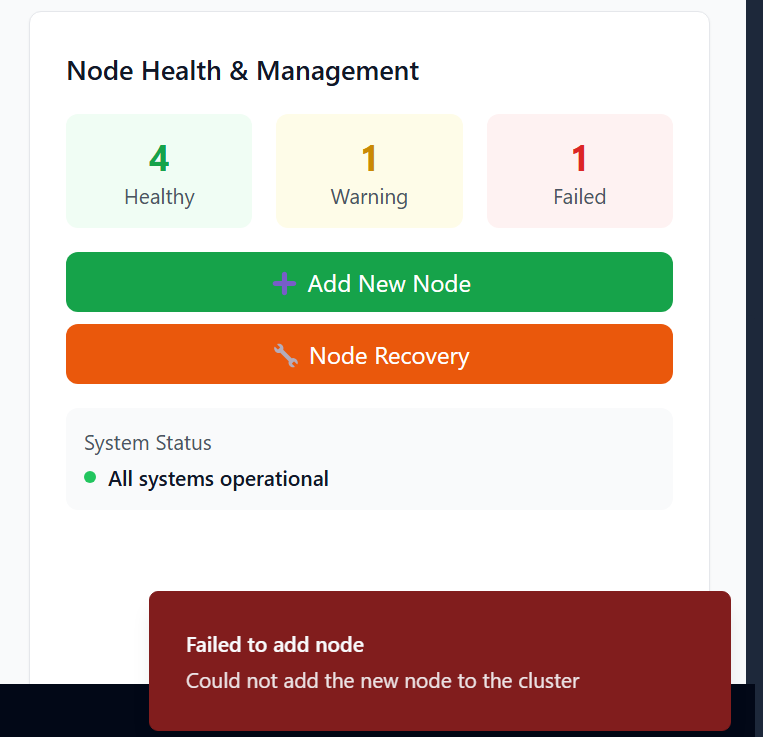 Node Health & Management
4
Healthy
1
Warning
1
Failed
Add New Node
Node Recovery
System Status
All systems operational
Failed to add node
Could not add the new node to the cluster